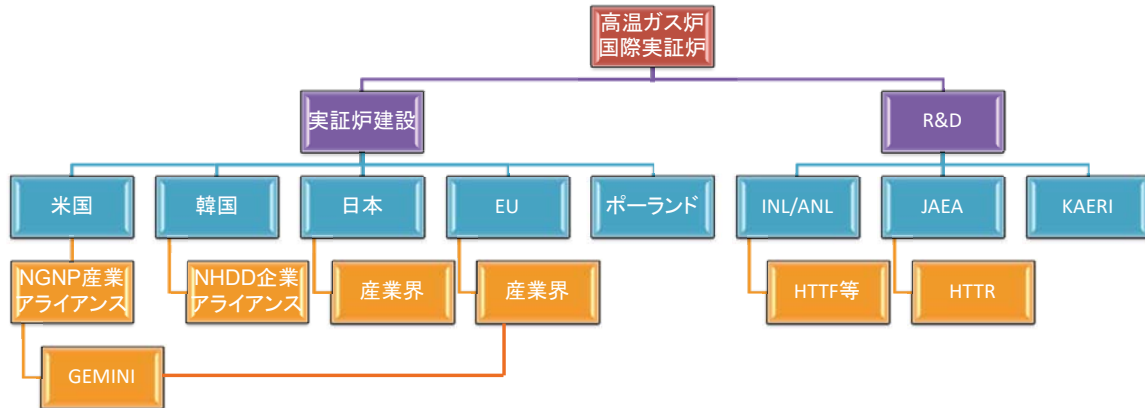 高温ガス炉
国際実証炉
実証炉建設
R&D
米国
韓国
日本
EU
ポーランド
INL/ANL
JAEA
KAERI
NGNP産業
アライアンス
NHDD企業
アライアンス
産業界
産業界
HTTF等
HTTR
GEMINI